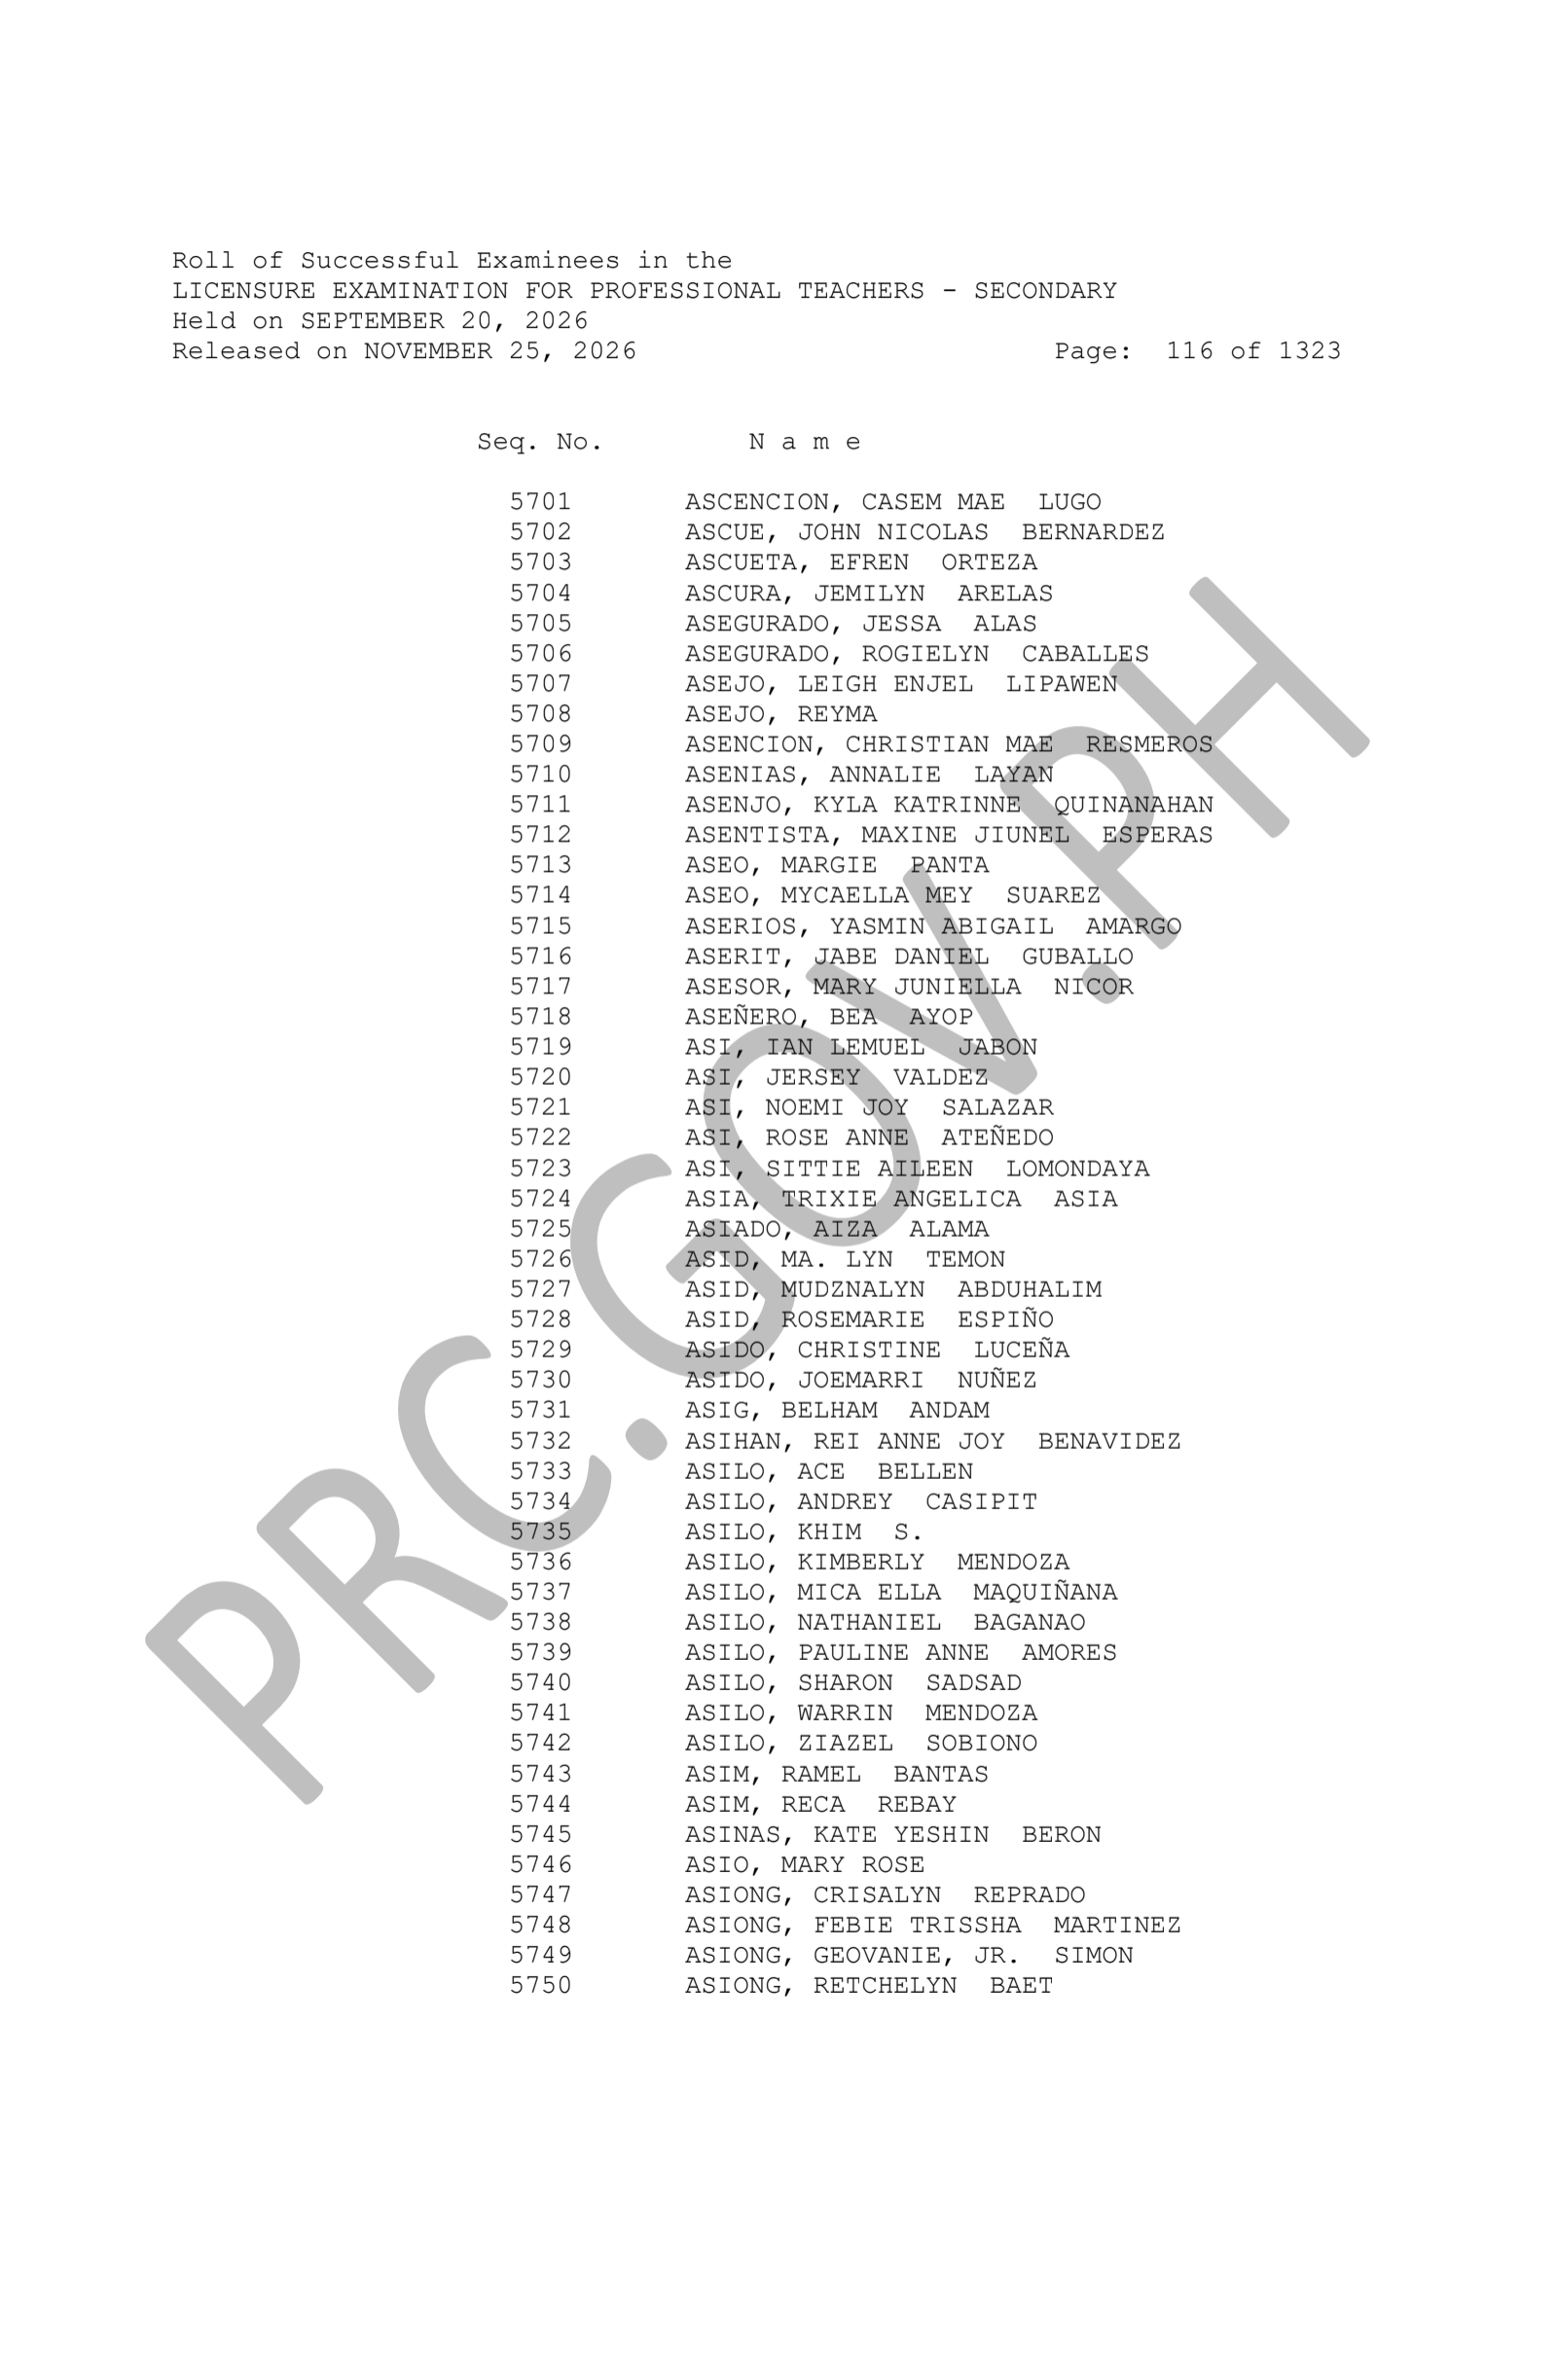 Roll of Successful Examinees in the
LICENSURE EXAMINATION FOR PROFESSIONAL TEACHERS - SECONDARY
Held on SEPTEMBER 20, 2026
Released on NOVEMBER 25, 2026 Page: 116 of 1323
Seq. No. N a m e
5701 ASCENCION, CASEM MAE LUGO
5702 ASCUE, JOHN NICOLAS BERNARDEZ
5703 ASCUETA, EFREN ORTEZA
5704 ASCURA, JEMILYN ARELAS
5705 ASEGURADO, JESSA ALAS
5706 ASEGURADO, ROGIELYN CABALLES
5707 ASEJO, LEIGH ENJEL LIPAWEN
5708 ASEJO, REYMA
5709 ASENCION, CHRISTIAN MAE RESMEROS
5710 ASENIAS, ANNALIE LAYAN
5711 ASENJO, KYLA KATRINNE QUINANAHAN
5712 ASENTISTA, MAXINE JIUNEL ESPERAS
5713 ASEO, MARGIE PANTA
5714 ASEO, MYCAELLA MEY SUAREZ
5715 ASERIOS, YASMIN ABIGAIL AMARGO
5716 ASERIT, JABE DANIEL GUBALLO
5717 ASESOR, MARY JUNIELLA NICOR
5718 ASEÑERO, BEA AYOP
5719 ASI, IAN LEMUEL JABON
5720 ASI, JERSEY VALDEZ
5721 ASI, NOEMI JOY SALAZAR
5722 ASI, ROSE ANNE ATEÑEDO
5723 ASI, SITTIE AILEEN LOMONDAYA
5724 ASIA, TRIXIE ANGELICA ASIA
5725 ASIADO, AIZA ALAMA
5726 ASID, MA. LYN TEMON
5727 ASID, MUDZNALYN ABDUHALIM
5728 ASID, ROSEMARIE ESPIÑO
5729 ASIDO, CHRISTINE LUCEÑA
5730 ASIDO, JOEMARRI NUÑEZ
5731 ASIG, BELHAM ANDAM
5732 ASIHAN, REI ANNE JOY BENAVIDEZ
5733 ASILO, ACE BELLEN
5734 ASILO, ANDREY CASIPIT
5735 ASILO, KHIM S.
5736 ASILO, KIMBERLY MENDOZA
5737 ASILO, MICA ELLA MAQUIÑANA
5738 ASILO, NATHANIEL BAGANAO
5739 ASILO, PAULINE ANNE AMORES
5740 ASILO, SHARON SADSAD
5741 ASILO, WARRIN MENDOZA
5742 ASILO, ZIAZEL SOBIONO
5743 ASIM, RAMEL BANTAS
5744 ASIM, RECA REBAY
5745 ASINAS, KATE YESHIN BERON
5746 ASIO, MARY ROSE
5747 ASIONG, CRISALYN REPRADO
5748 ASIONG, FEBIE TRISSHA MARTINEZ
5749 ASIONG, GEOVANIE, JR. SIMON
5750 ASIONG, RETCHELYN BAET
PRC.GOV.PH